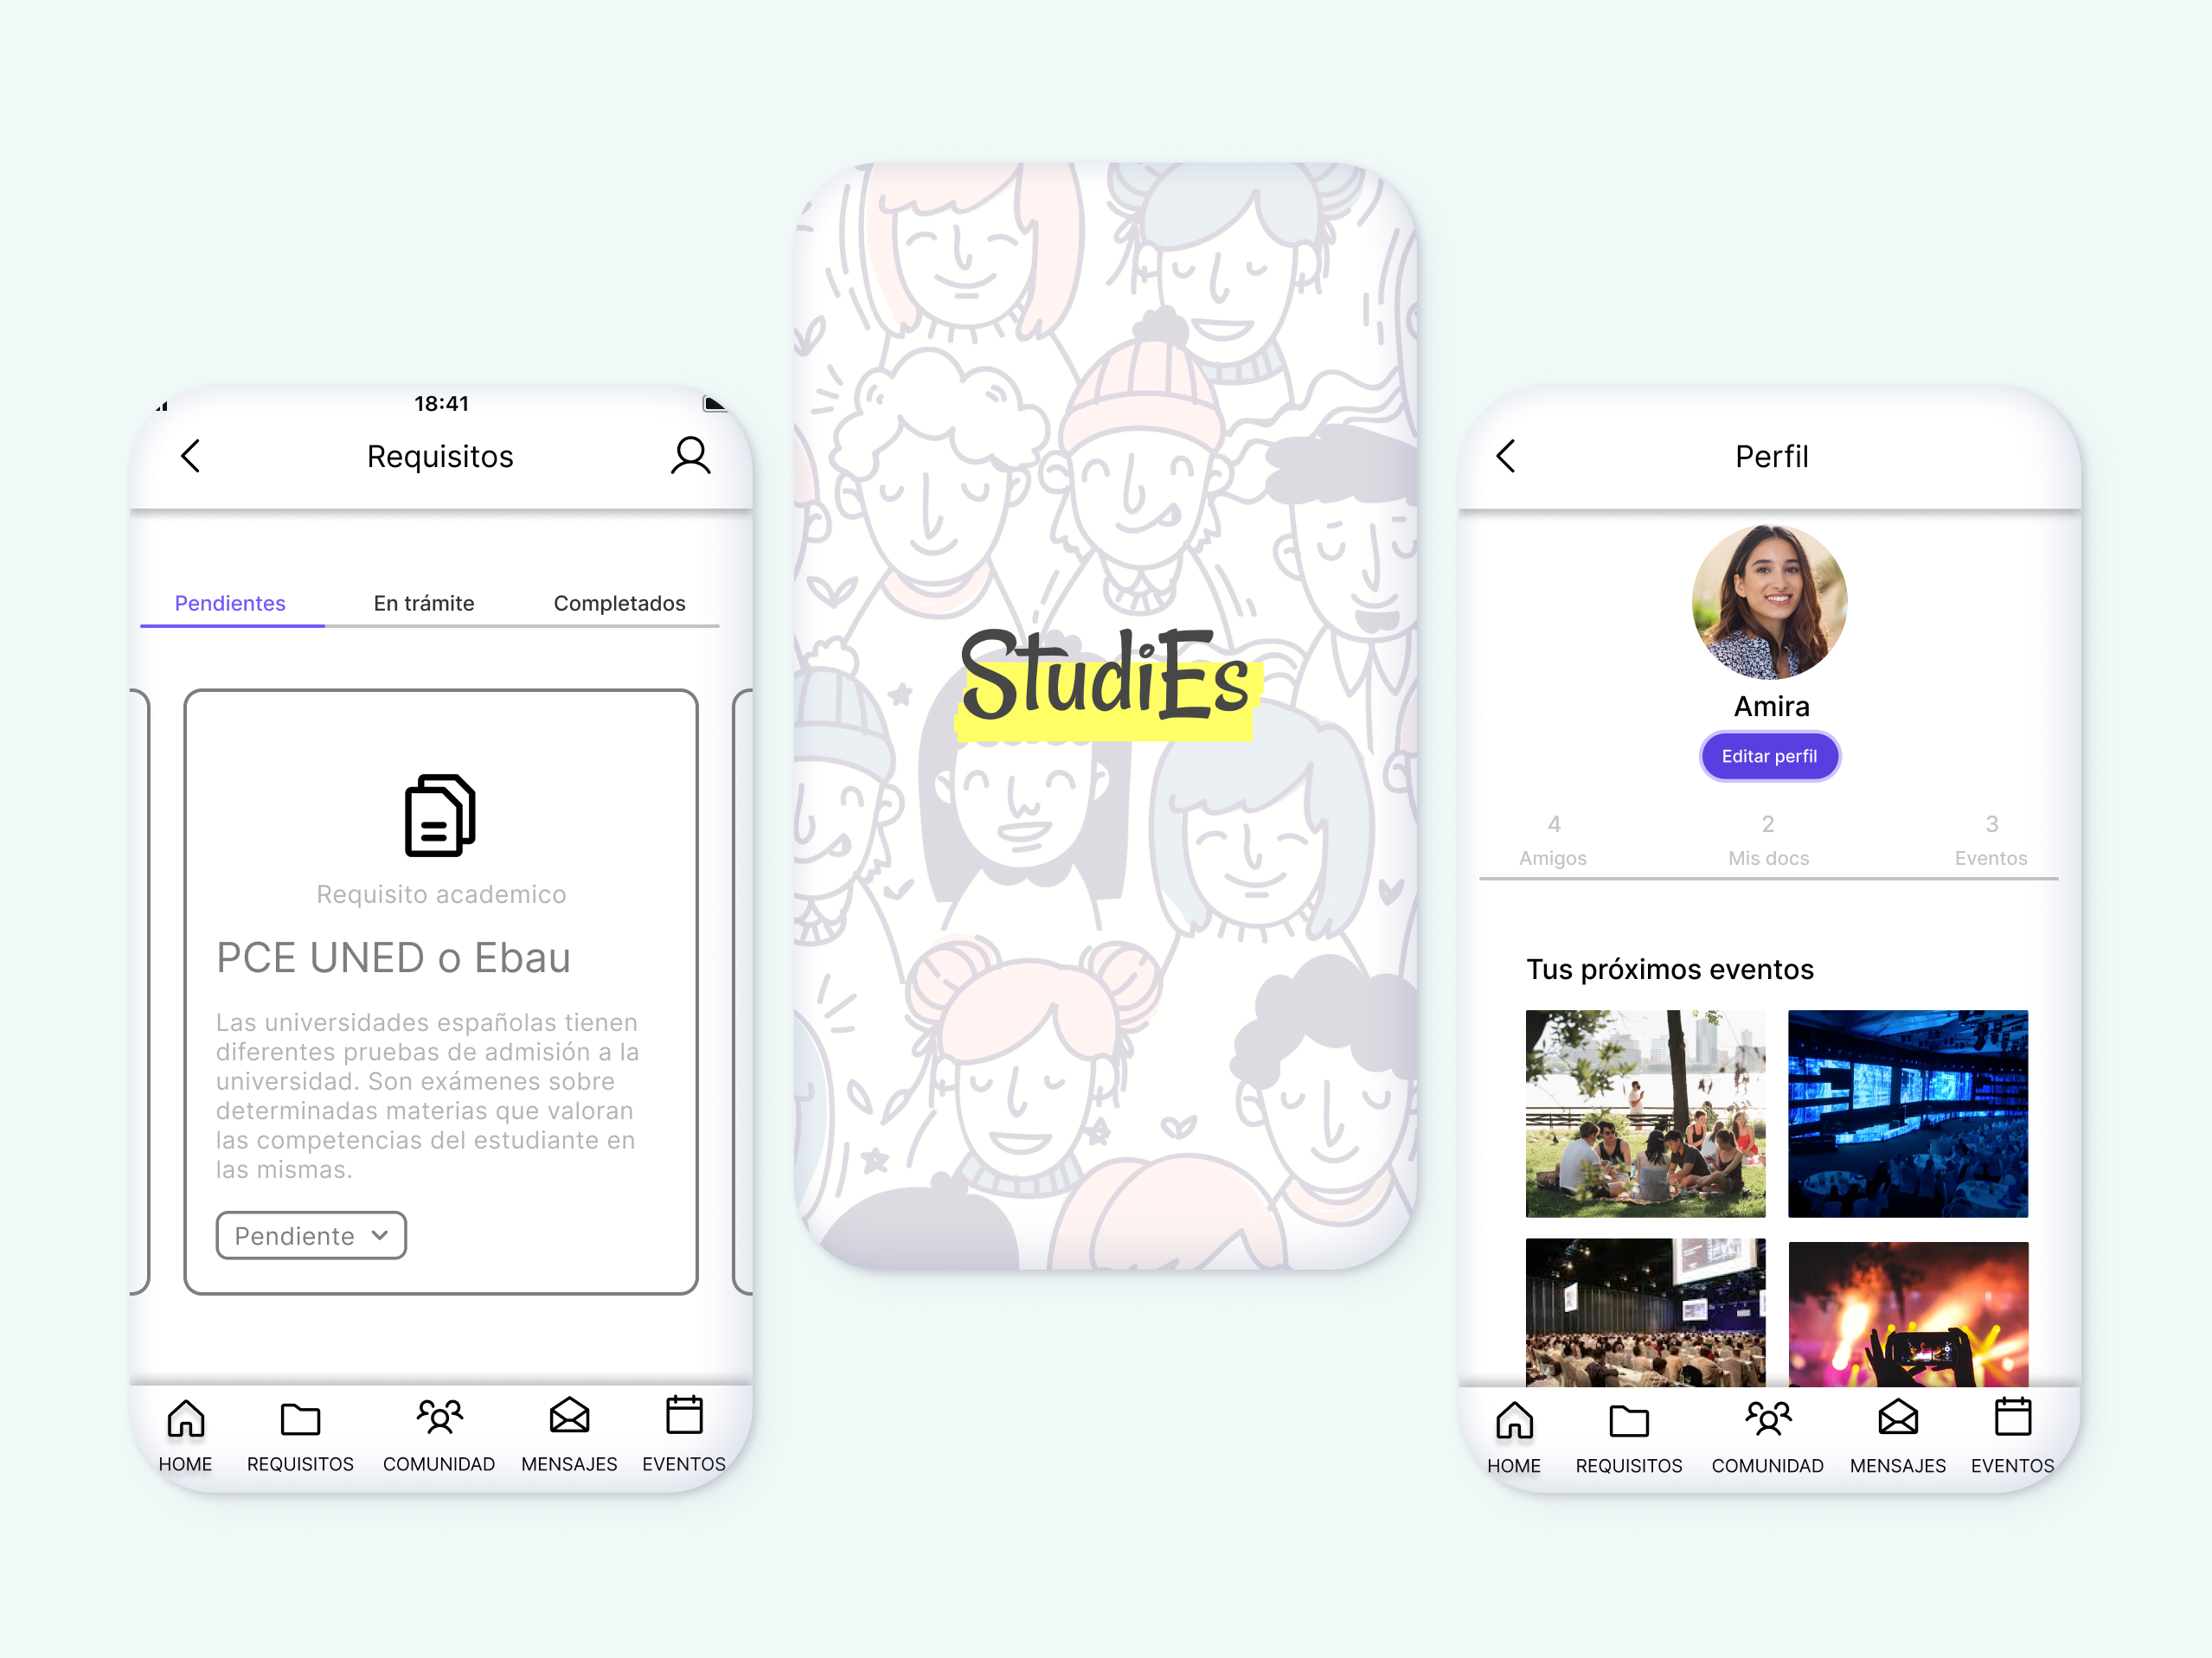 18:41
Requisitos
Pendientes
En trámite
Completados
Requisito academico
PCE UNED o Ebau
Las universidades españolas tienen
diferentes pruebas de admisión a la
universidad. Son exámenes sobre
determinadas materias que valoran
las competencias del estudiante en
las mismas.
Pendiente
HOME
REQUISITOS
COMUNIDAD
MENSAJES
EVENTOS
StudiEs
Perfil
Amira
Editar perfil
4
Amigos
2
Mis docs
3
Eventos
Tus próximos eventos
HOME
REQUISITOS
COMUNIDAD
MENSAJES
EVENTOS